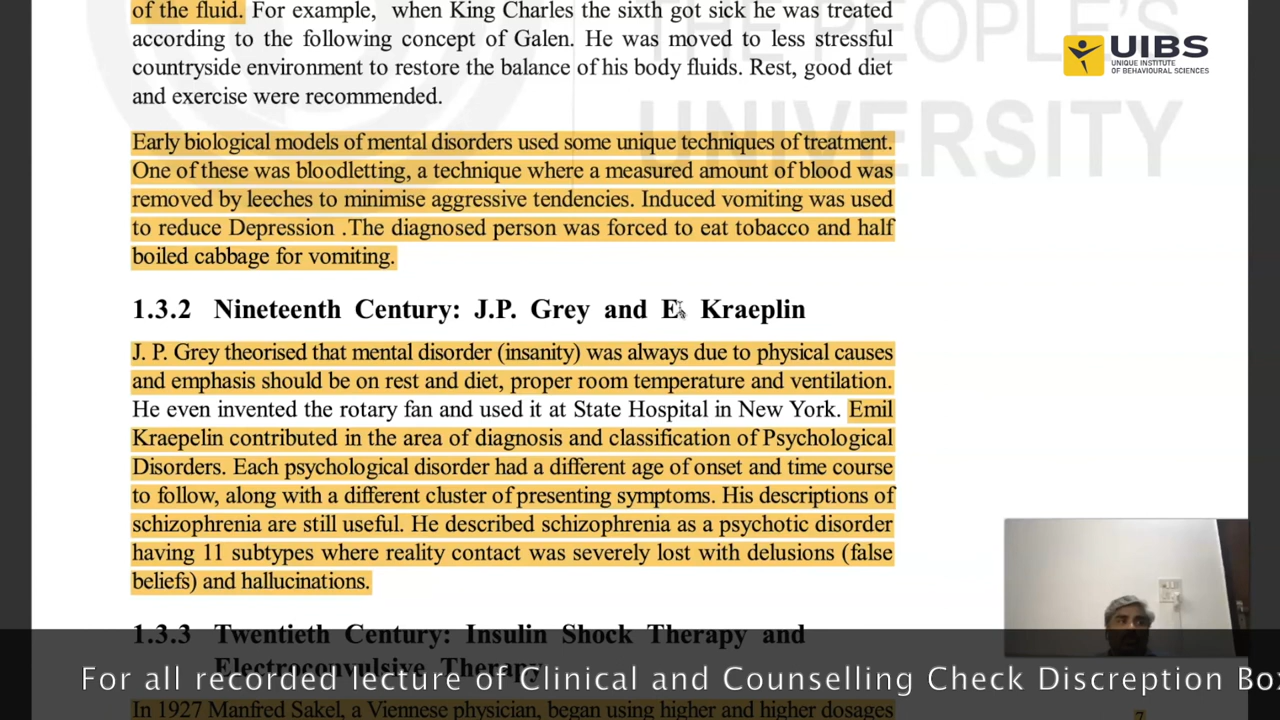 of the fluid. For example, when King Charles the sixth got sick he was treated
according to the following concept of Galen. He was moved to less stressful
countryside environment to restore the balance of his body fluids. Rest, good diet
and exercise were recommended.
THE PEOPLE'S
UNIVERSITY
UIBS
UNIQUE INSTITUTE
OF BEHAVIOURAL SCIENCES
Early biological models of mental disorders used some unique techniques of treatment.
One of these was bloodletting, a technique where a measured amount of blood was
removed by leeches to minimise aggressive tendencies. Induced vomiting was used
to reduce Depression .The diagnosed person was forced to eat tobacco and half
boiled cabbage for vomiting.
1.3.2 Nineteenth Century: J.P. Grey and E. Kraeplin
J. P. Grey theorised that mental disorder (insanity) was always due to physical causes
and emphasis should be on rest and diet, proper room temperature and ventilation.
He even invented the rotary fan and used it at State Hospital in New York. Emil
Kraepelin contributed in the area of diagnosis and classification of Psychological
Disorders. Each psychological disorder had a different age of onset and time course
to follow, along with a different cluster of presenting symptoms. His descriptions of
schizophrenia are still useful. He described schizophrenia as a psychotic disorder
having 11 subtypes where reality contact was severely lost with delusions (false
beliefs) and hallucinations.
1.3.3 Twentieth Century: Insulin Shock Therapy and
Electroconvulsive Therapy
For all recorded lecture of Clinical and Counselling Check Discreption Box
In 1927 Manfred Sakel, a Viennese physician, began using higher and higher dosages
7